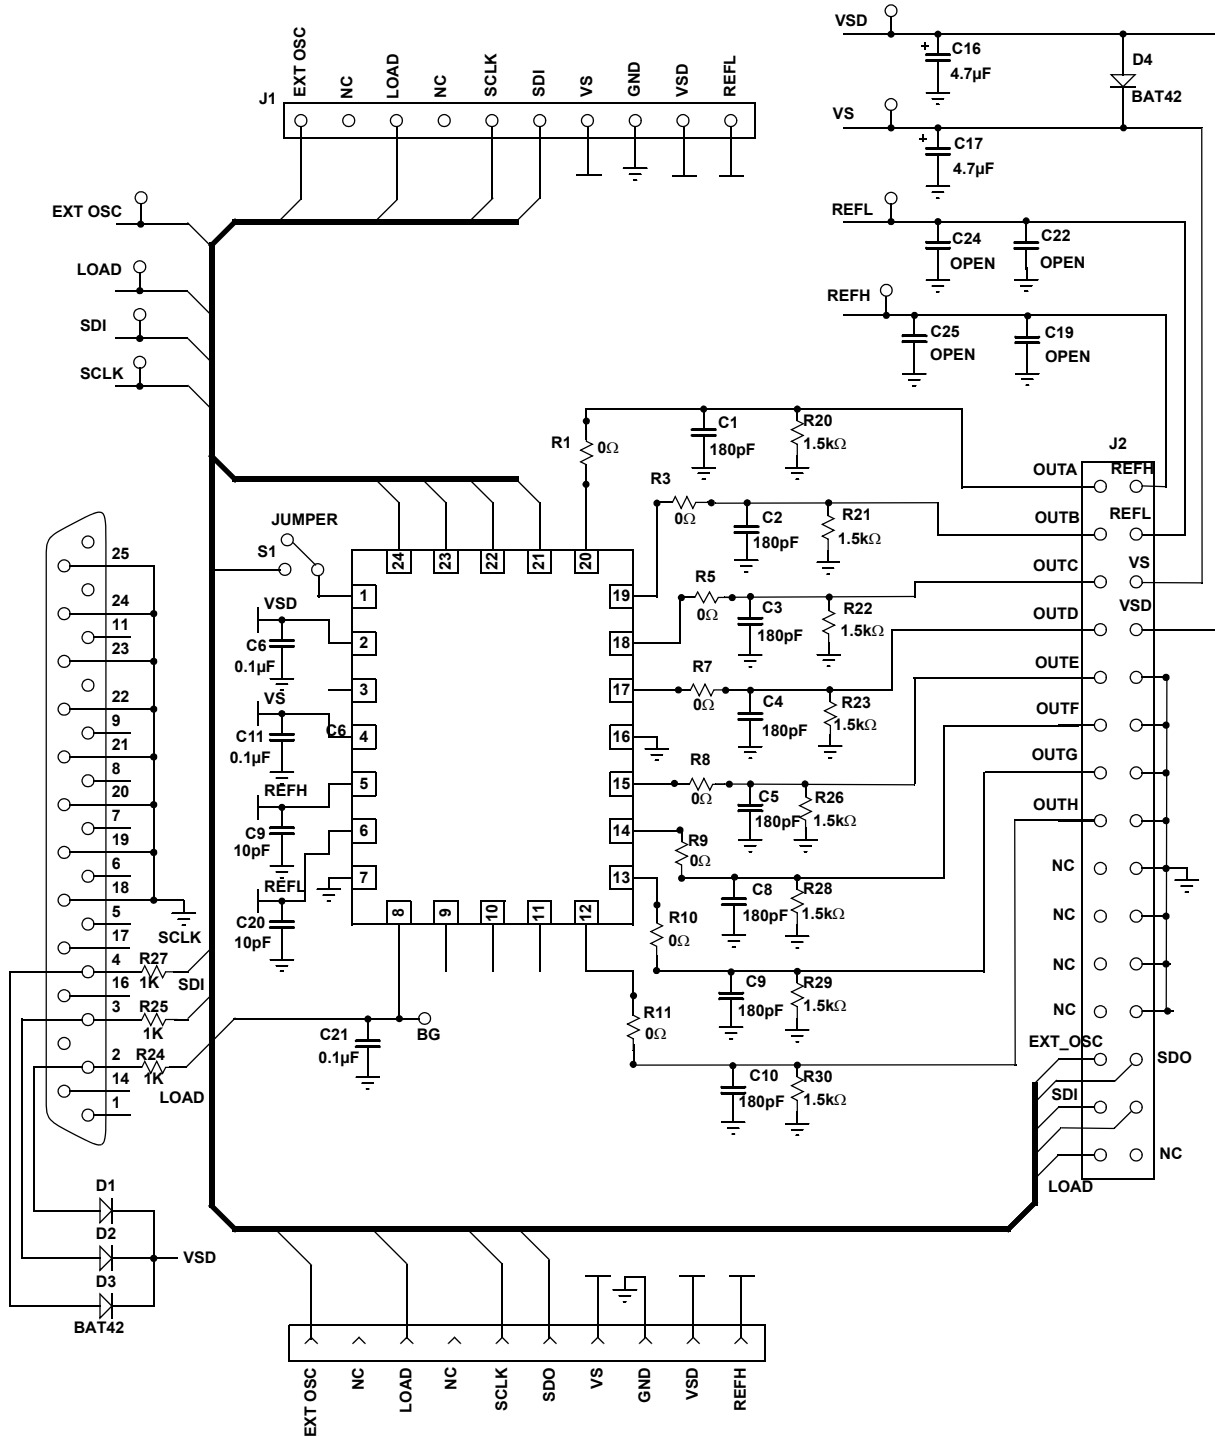 VSD
C16
4.7µF
D4
BAT42
EXT OSC
NC
LOAD
NC
SCLK
SDI
VS
GND
VSD
REFL
J1
VS
C17
4.7µF
EXT OSC
LOAD
SDI
SCLK
REFL
C24
OPEN
C22
OPEN
REFH
C25
OPEN
C19
OPEN
R1
0Ω
C1
180pF
R20
1.5kΩ
R3
0Ω
C2
180pF
R21
1.5kΩ
R5
0Ω
C3
180pF
R22
1.5kΩ
R7
0Ω
C4
180pF
R23
1.5kΩ
R8
0Ω
C5
180pF
R26
1.5kΩ
R9
0Ω
C8
180pF
R28
1.5kΩ
R10
0Ω
C9
180pF
R29
1.5kΩ
R11
0Ω
C10
180pF
R30
1.5kΩ
J2
OUTA
REFH
OUTB
REFL
OUTC
VS
OUTD
VSD
OUTE
OUTF
OUTG
OUTH
NC
NC
NC
NC
EXT_OSC
SDO
SDI
NC
LOAD
JUMPER
S1
24
23
22
21
20
1
2
3
4
5
6
7
19
18
17
16
15
14
13
8
9
10
11
12
VSD
C6
0.1µF
VS
C11
0.1µF
C6
REFH
C9
10pF
REFL
C20
10pF
C21
0.1µF
BG
25
24
11
23
22
9
21
8
20
7
19
6
18
5
17
4
16
3
2
14
1
SCLK
R27
1K
SDI
R25
1K
R24
1K
LOAD
D1
D2
D3
BAT42
VSD
EXT OSC
NC
LOAD
NC
SCLK
SDO
VS
GND
VSD
REFH